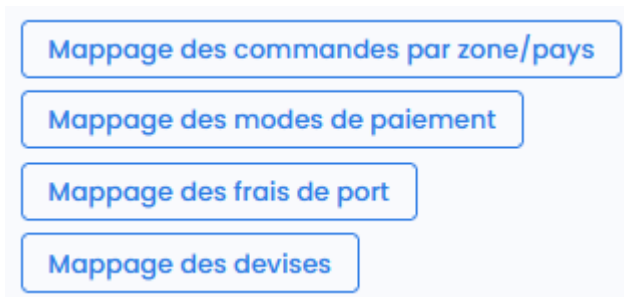 Mappage des commandes par zone/pays
Mappage des modes de paiement
Mappage des frais de port
Mappage des devises